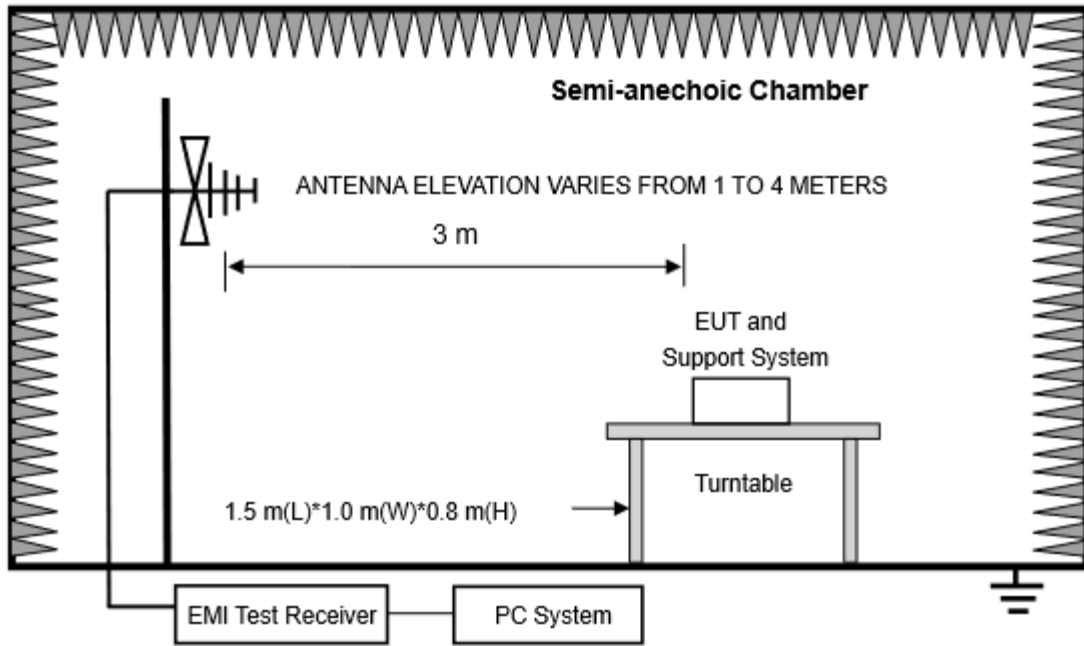 Semi-anechoic Chamber
ANTENNA ELEVATION VARIES FROM 1 TO 4 METERS
3 m
EUT and
Support System
Turntable
1.5 m(L)*1.0 m(W)*0.8 m(H)
EMI Test Receiver
PC System